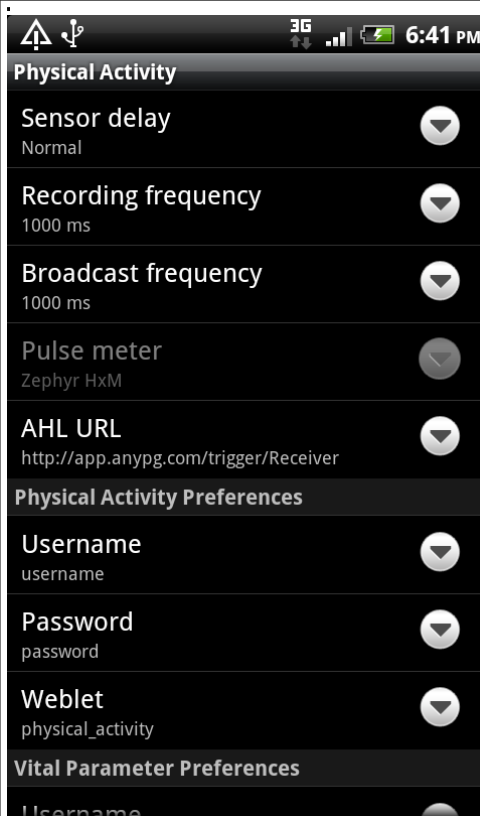 3G
6:41 PM
Physical Activity
Sensor delay
Normal
Recording frequency
1000 ms
Broadcast frequency
1000 ms
Pulse meter
Zephyr HxM
AHL URL
http://app.anypg.com/trigger/Receiver
Physical Activity Preferences
Username
username
Password
password
Weblet
physical_activity
Vital Parameter Preferences
Username